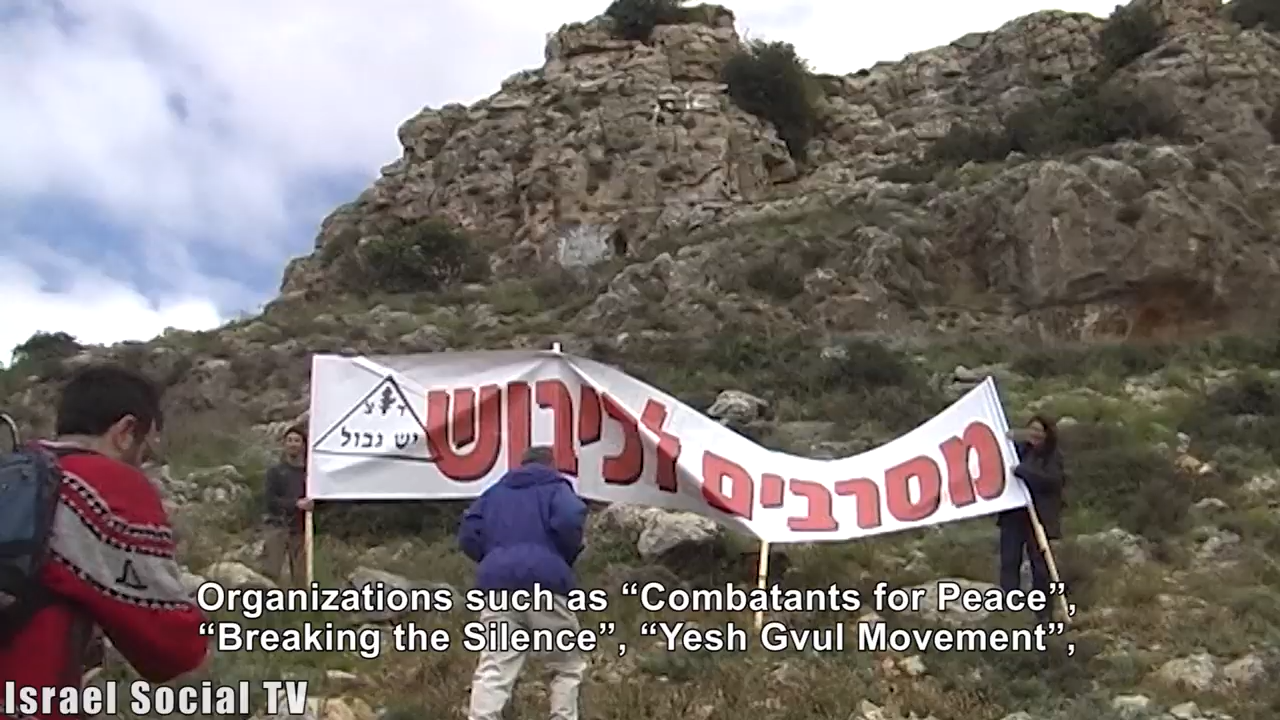 מסרבים לכיבוש
יש גבול
Organizations such as “Combatants for Peace”,
“Breaking the Silence”, “Yesh Gvul Movement”,
Israel Social TV